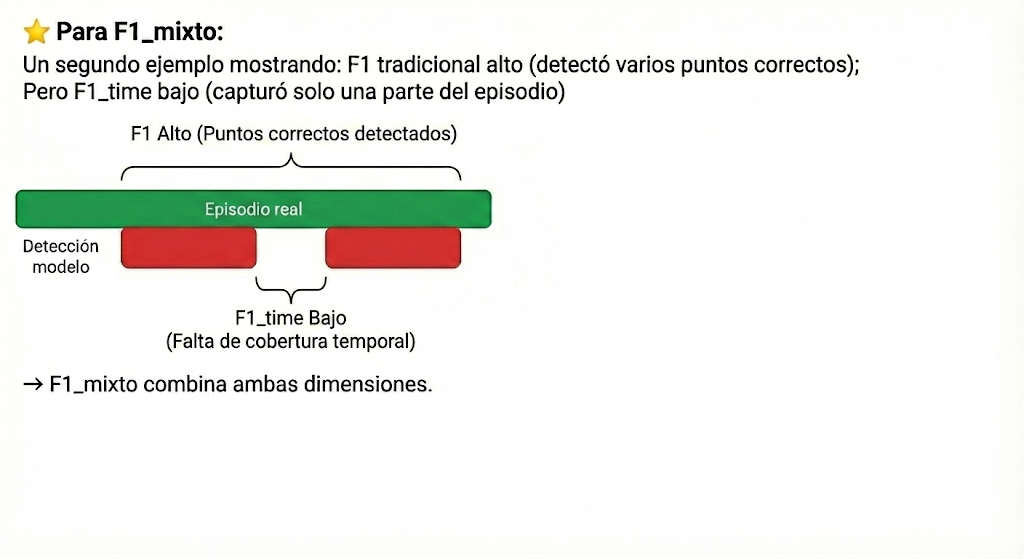 ⭐ Para F1_mixto:
Un segundo ejemplo mostrando: F1 tradicional alto (detectó varios puntos correctos);
Pero F1_time bajo (capturó solo una parte del episodio)
F1 Alto (Puntos correctos detectados)
Episodio real
Detección
modelo
F1_time Bajo
(Falta de cobertura temporal)
→ F1_mixto combina ambas dimensiones.